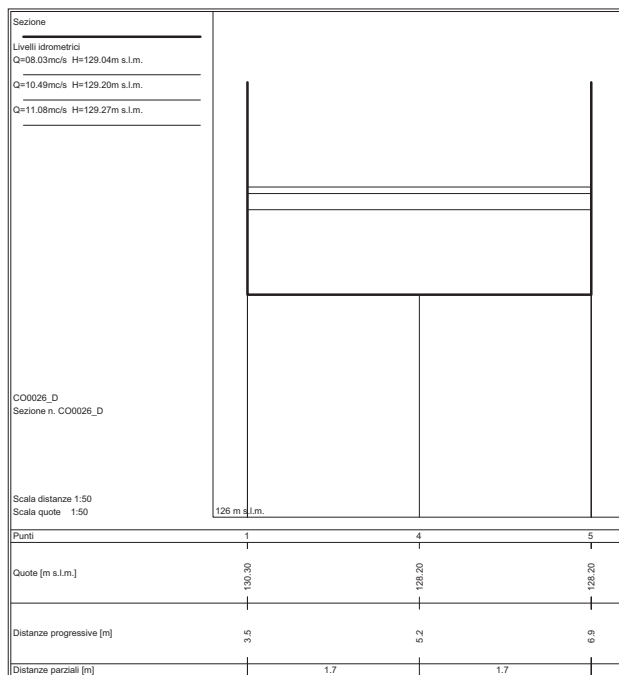 Sezione
Livelli idrometrici
Q=08.03mc/s H=129.04m s.l.m.
Q=10.49mc/s H=129.20m s.l.m.
Q=11.08mc/s H=129.27m s.l.m.
CO0026_D
Sezione n. CO0026_D
Scala distanze 1:50
Scala quote 1:50
126 m s.l.m.
Punti 1 4 5
Quote [m s.l.m.] 130.30 128.20 128.20
Distanze progressive [m] 3.5 5.2 6.9
Distanze parziali [m] 1.7 1.7